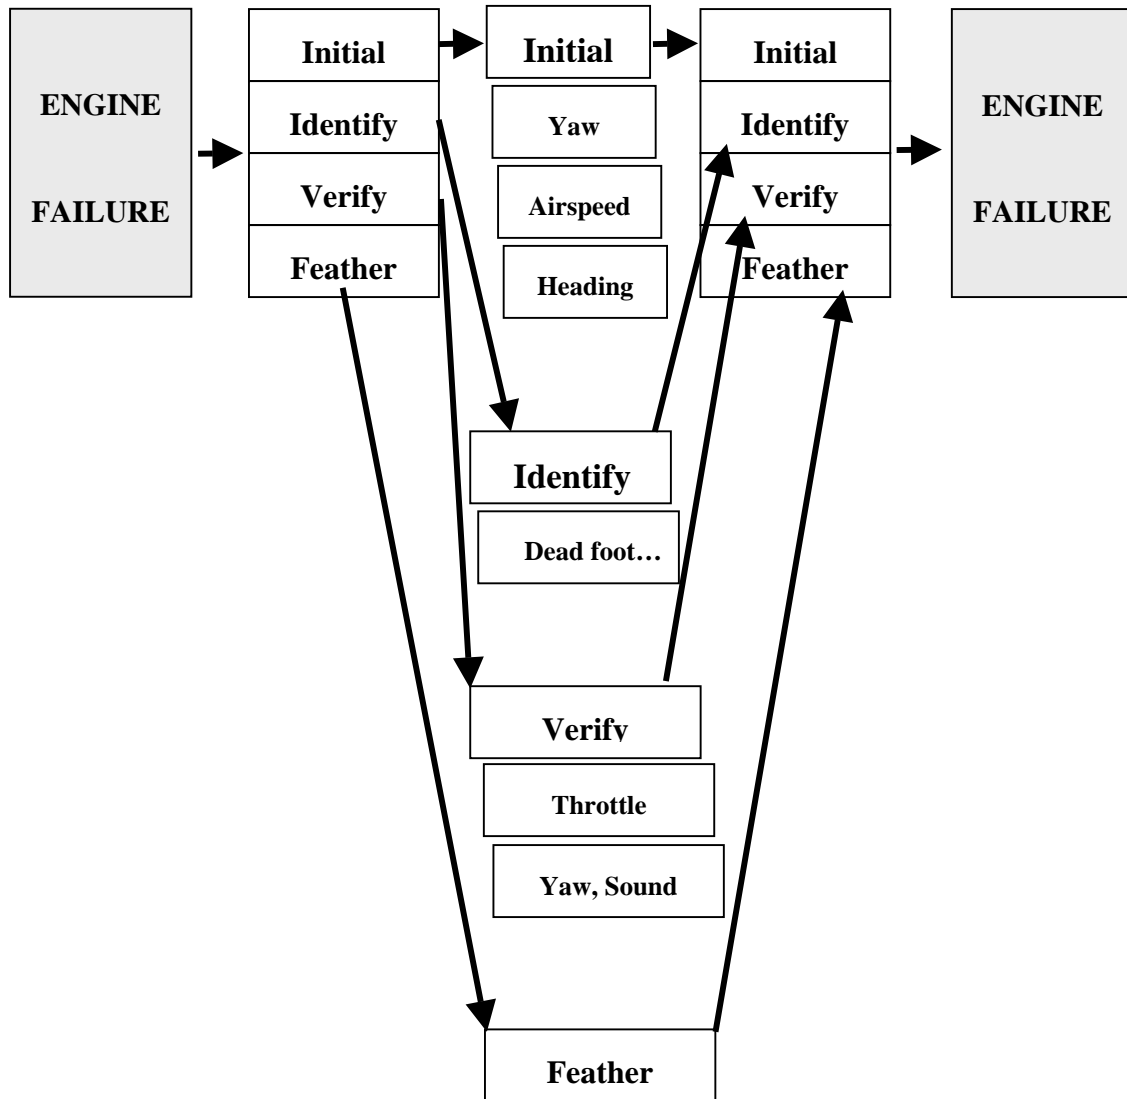 ENGINE
FAILURE
Initial
Identify
Verify
Feather
Initial
Yaw
Airspeed
Heading
Initial
Identify
Verify
Feather
ENGINE
FAILURE
Identify
Dead foot…
Verify
Throttle
Yaw, Sound
Feather